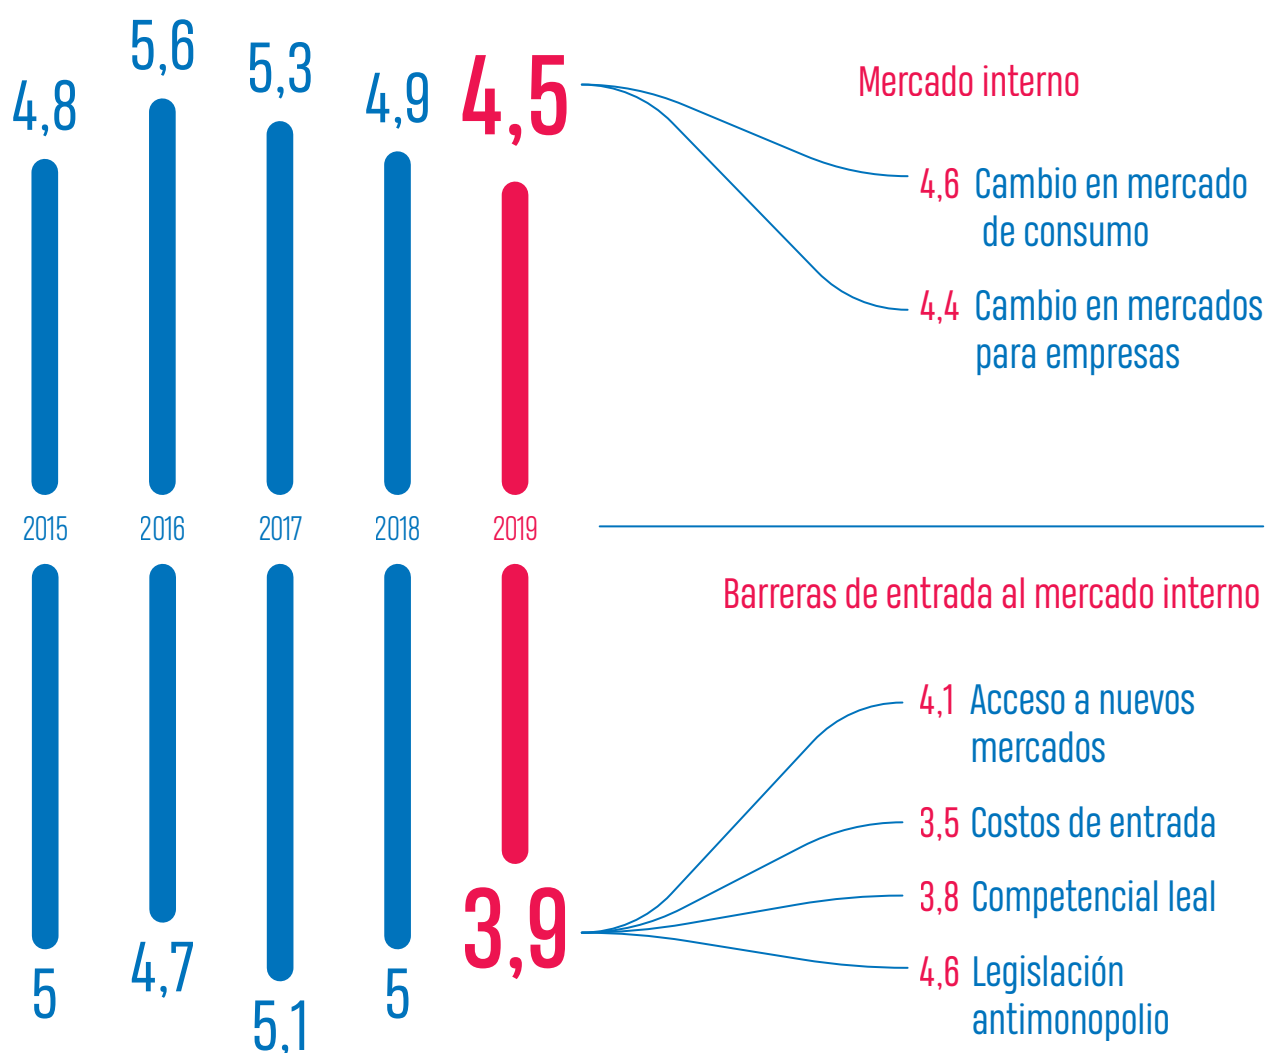 4,8
5,6
5,3
4,9
4,5
Mercado interno
4,6 Cambio en mercado
de consumo
4,4 Cambio en mercados
para empresas
2015
2016
2017
2018
2019
Barreras de entrada al mercado interno
5
4,7
5,1
5
3,9
4,1 Acceso a nuevos
mercados
3,5 Costos de entrada
3,8 Competencial leal
4,6 Legislación
antimonopolio